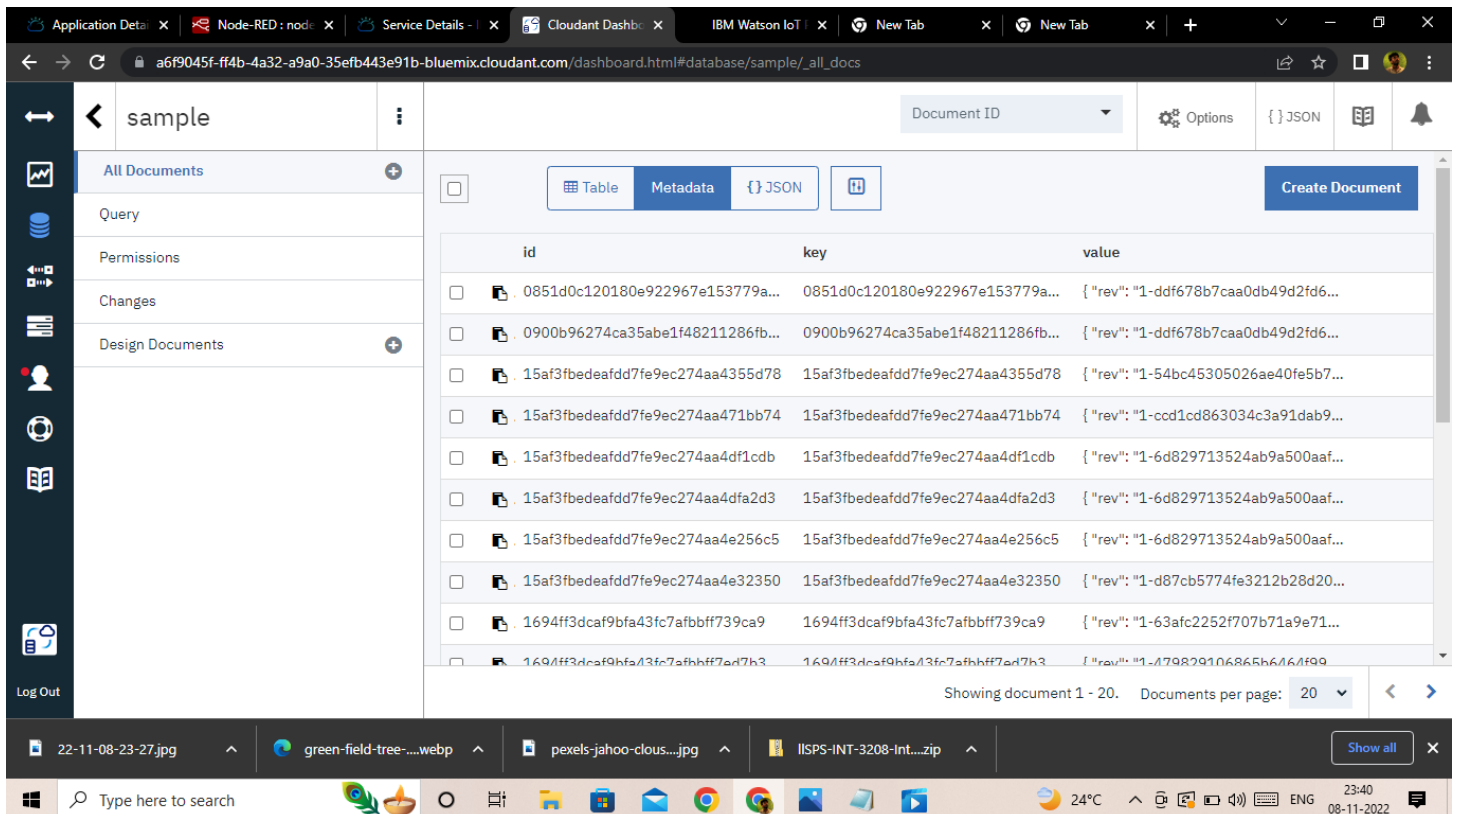 Application Detai
Node-RED : node
Service Details -
Cloudant Dashbo
IBM Watson IoT
New Tab
New Tab
a6f9045f-ff4b-4a32-a9a0-35efb443e91b-bluemix.cloudant.com/dashboard.html#database/sample/_all_docs
sample
Document ID
Options
{ } JSON
All Documents
Query
Permissions
Changes
Design Documents
Table
Metadata
{} JSON
Create Document
id key value
0851d0c120180e922967e153779a... 0851d0c120180e922967e153779a... { "rev": "1-ddf678b7caa0db49d2fd6...
0900b96274ca35abe1f48211286fb... 0900b96274ca35abe1f48211286fb... { "rev": "1-ddf678b7caa0db49d2fd6...
15af3fbedeafdd7fe9ec274aa4355d78 15af3fbedeafdd7fe9ec274aa4355d78 { "rev": "1-54bc45305026ae40fe5b7...
15af3fbedeafdd7fe9ec274aa471bb74 15af3fbedeafdd7fe9ec274aa471bb74 { "rev": "1-ccd1cd863034c3a91dab9...
15af3fbedeafdd7fe9ec274aa4df1cdb 15af3fbedeafdd7fe9ec274aa4df1cdb { "rev": "1-6d829713524ab9a500aaf...
15af3fbedeafdd7fe9ec274aa4dfa2d3 15af3fbedeafdd7fe9ec274aa4dfa2d3 { "rev": "1-6d829713524ab9a500aaf...
15af3fbedeafdd7fe9ec274aa4e256c5 15af3fbedeafdd7fe9ec274aa4e256c5 { "rev": "1-6d829713524ab9a500aaf...
15af3fbedeafdd7fe9ec274aa4e32350 15af3fbedeafdd7fe9ec274aa4e32350 { "rev": "1-d87cb5774fe3212b28d20...
1694ff3dcaf9bfa43fc7afbbff739ca9 1694ff3dcaf9bfa43fc7afbbff739ca9 { "rev": "1-63afc2252f707b71a9e71...
1694ff3dcaf9bfa43fc7afbbff7ed7b3 1694ff3dcaf9bfa43fc7afbbff7ed7b3 { "rev": "1-479829106865b6464f99
Showing document 1 - 20. Documents per page: 20
Log Out
22-11-08-23-27.jpg
green-field-tree-....webp
pexels-jahoo-clous....jpg
IISPS-INT-3208-Int....zip
Show all
Type here to search
24°C
ENG
23:40
08-11-2022